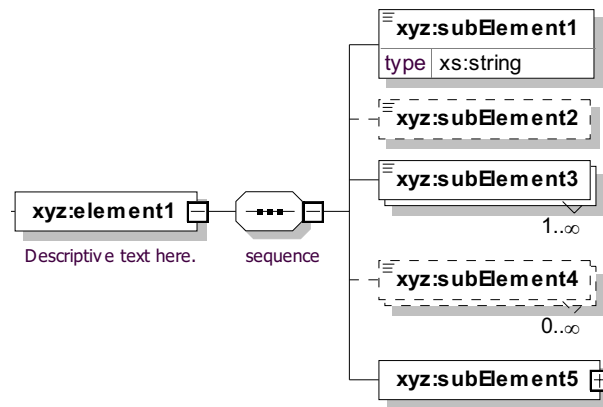 xyz:subElement1
type xs:string
xyz:subElement2
xyz:element1
xyz:subElement3
1..∞
Descriptive text here.
sequence
xyz:subElement4
0..∞
xyz:subElement5